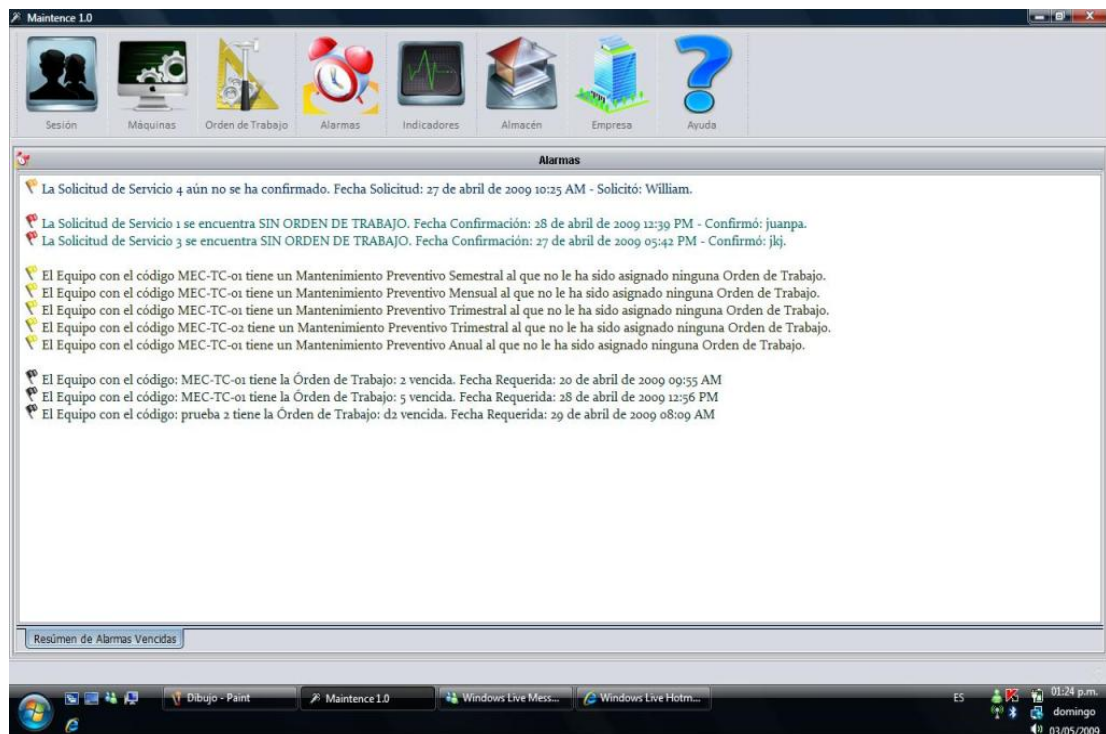 Maintence 1.0
Sesión
Máquinas
Orden de Trabajo
Alarmas
Indicadores
Almacén
Empresa
Ayuda
Alarmas
La Solicitud de Servicio 4 aún no se ha confirmado. Fecha Solicitud: 27 de abril de 2009 10:25 AM - Solicitó: William.
La Solicitud de Servicio 1 se encuentra SIN ORDEN DE TRABAJO. Fecha Confirmación: 28 de abril de 2009 12:39 PM - Confirmó: juanpa.
La Solicitud de Servicio 3 se encuentra SIN ORDEN DE TRABAJO. Fecha Confirmación: 27 de abril de 2009 05:42 PM - Confirmó: jkj.
El Equipo con el código MEC-TC-01 tiene un Mantenimiento Preventivo Semestral al que no le ha sido asignado ninguna Orden de Trabajo.
El Equipo con el código MEC-TC-01 tiene un Mantenimiento Preventivo Mensual al que no le ha sido asignado ninguna Orden de Trabajo.
El Equipo con el código MEC-TC-01 tiene un Mantenimiento Preventivo Trimestral al que no le ha sido asignado ninguna Orden de Trabajo.
El Equipo con el código MEC-TC-02 tiene un Mantenimiento Preventivo Trimestral al que no le ha sido asignado ninguna Orden de Trabajo.
El Equipo con el código MEC-TC-01 tiene un Mantenimiento Preventivo Anual al que no le ha sido asignado ninguna Orden de Trabajo.
El Equipo con el código: MEC-TC-01 tiene la Órden de Trabajo: 2 vencida. Fecha Requerida: 20 de abril de 2009 09:55 AM
El Equipo con el código: MEC-TC-01 tiene la Órden de Trabajo: 5 vencida. Fecha Requerida: 28 de abril de 2009 12:56 PM
El Equipo con el código: prueba 2 tiene la Órden de Trabajo: d2 vencida. Fecha Requerida: 29 de abril de 2009 08:09 AM
Resúmen de Alarmas Vencidas
Dibujo - Paint
Maintence 1.0
Windows Live Mess...
Windows Live Hotm...
ES
01:24 p.m.
domingo
03/05/2009